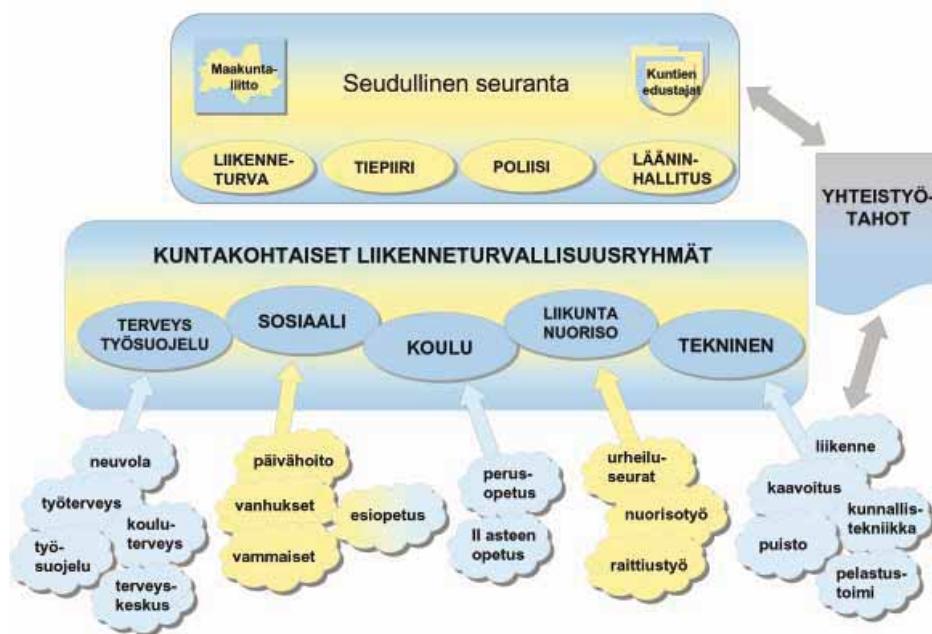 Maakunta-
liitto
Seudullinen seuranta
Kuntien
edustajat
LIIKENNE-
TURVA
TIEPIIRI
POLIISI
LÄÄNIN-
HALLITUS
YHTEISTYÖ-
TAHOT
KUNTAKOHTAISET LIIKENNETURVALLISUUSRYHMÄT
TERVEYS
TYÖSUOJELU
SOSIAALI
KOULU
LIIKUNTA
NUORISO
TEKNINEN
neuvola
työterveys
koulu-
terveys
työ-
suojelu
terveys-
keskus
päivähoito
vanhukset
esiopetus
vammaiset
perus-
opetus
II asteen
opetus
urheilu-
seurat
nuorisotyö
raittiustyö
liikenne
kaavoitus
kunnallis-
tekniikka
puisto
pelastus-
toimi